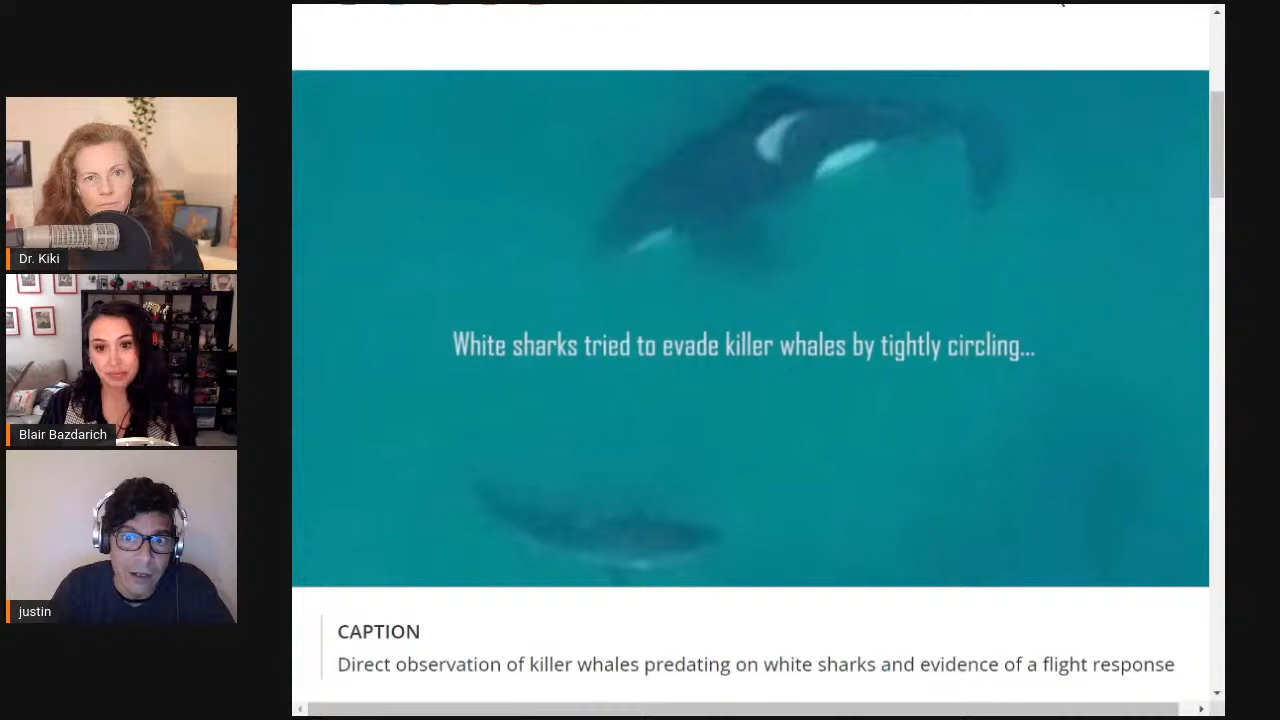 Dr. Kiki
Blair Bazdarich
justin
White sharks tried to evade killer whales by tightly circling...
CAPTION
Direct observation of killer whales predating on white sharks and evidence of a flight response